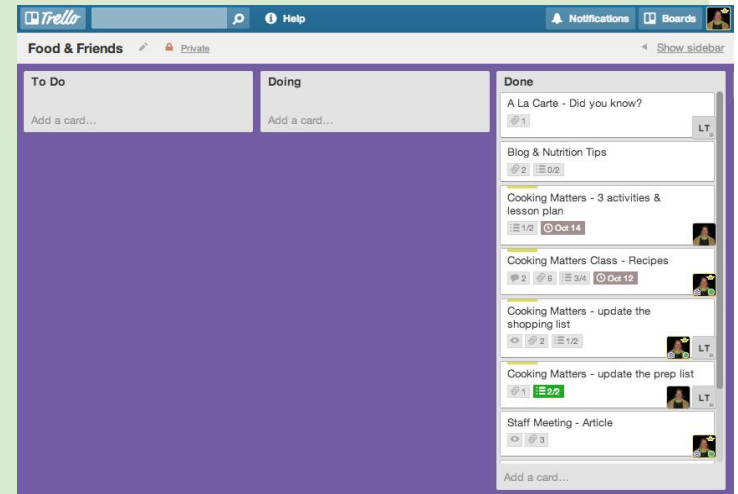 Trello
Help
Notifications
Boards
Food & Friends
Private
Show sidebar
To Do
Add a card...
Doing
Add a card...
Done
A La Carte - Did you know?
1
LT
Blog & Nutrition Tips
2 0/2
Cooking Matters - 3 activities &
lesson plan
1/2 Oct 14
Cooking Matters Class - Recipes
2 6 3/4 Oct 12
Cooking Matters - update the
shopping list
2 1/2
LT
Cooking Matters - update the prep list
1 2/2
LT
Staff Meeting - Article
3
Add a card...